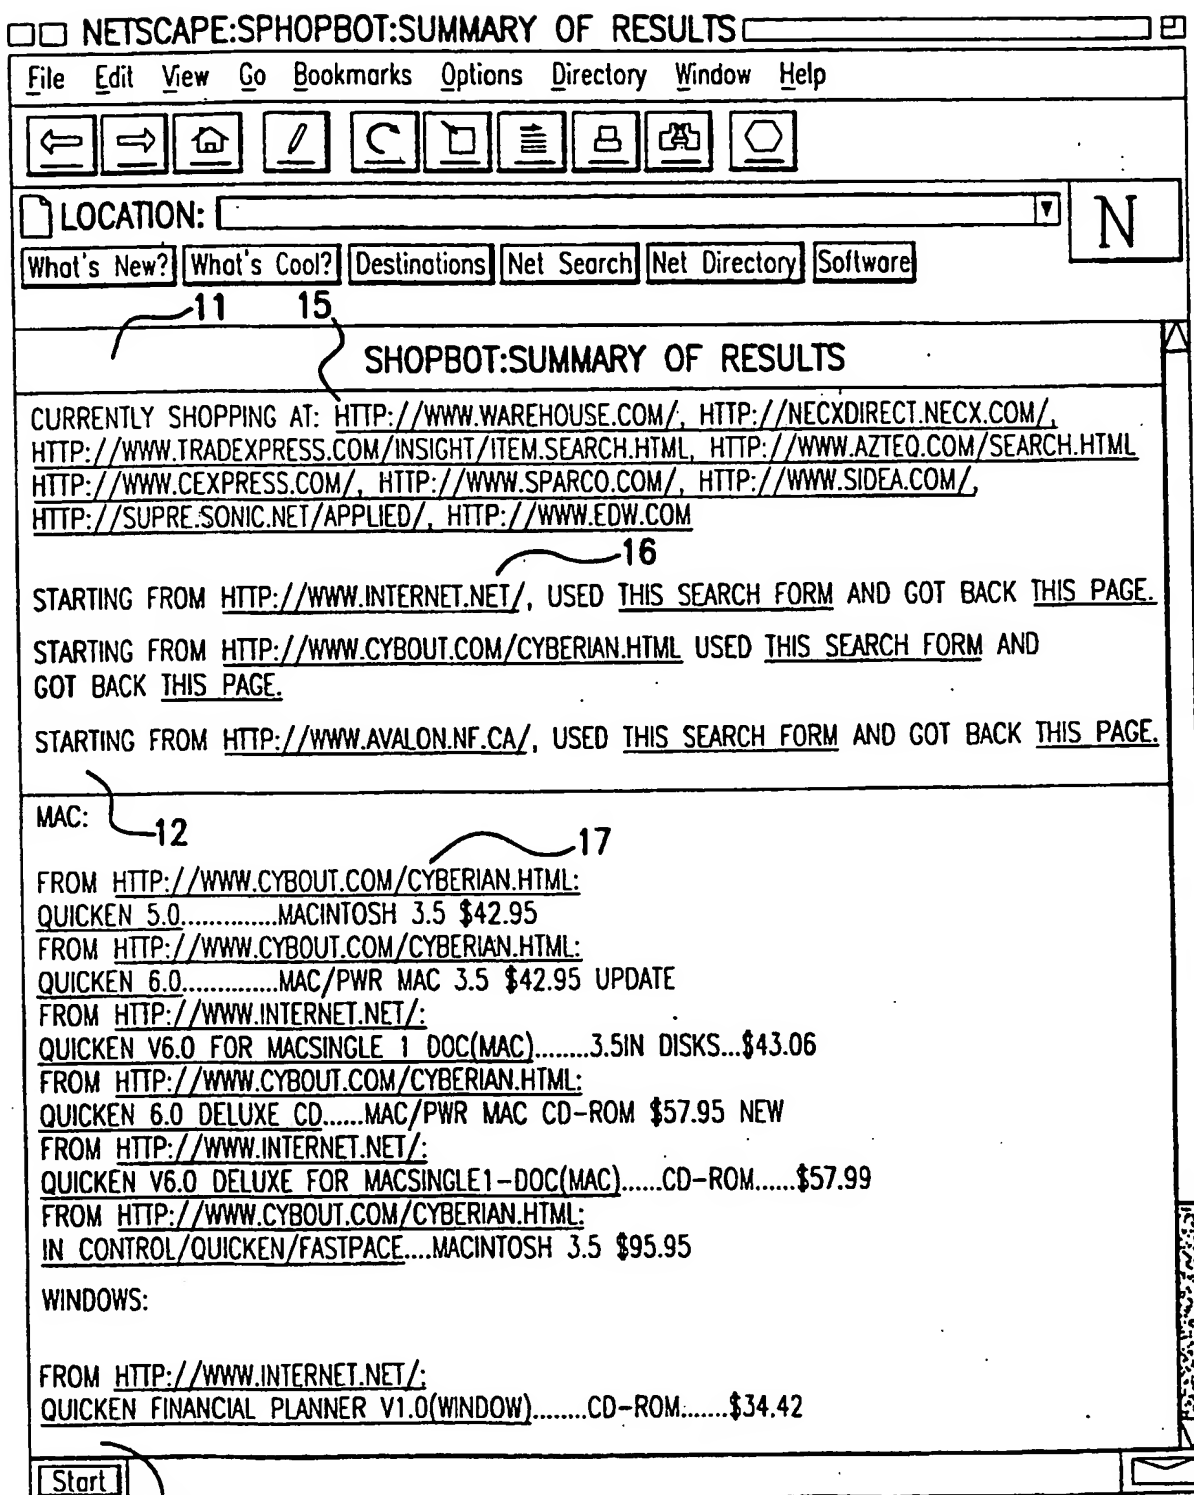 NETSCAPE:SPHOPBOT:SUMMARY OF RESULTS
File Edit View Go Bookmarks Options Directory Window Help
LOCATION:
N
What's New? What's Cool? Destinations Net Search Net Directory Software
11 15
SHOPBOT:SUMMARY OF RESULTS
CURRENTLY SHOPPING AT: HTTP://WWW.WAREHOUSE.COM/, HTTP://NECXDIRECT.NECX.COM/,
HTTP://WWW.TRADEXPRESS.COM/INSIGHT/ITEM.SEARCH.HTML, HTTP://WWW.AZTEQ.COM/SEARCH.HTML
HTTP://WWW.CEXPRESS.COM/, HTTP://WWW.SPARCO.COM/, HTTP://WWW.SIDEA.COM/,
HTTP://SUPRE.SONIC.NET/APPLIED/, HTTP://WWW.EDW.COM
16
STARTING FROM HTTP://WWW.INTERNET.NET/, USED THIS SEARCH FORM AND GOT BACK THIS PAGE.
STARTING FROM HTTP://WWW.CYBOUT.COM/CYBERIAN.HTML USED THIS SEARCH FORM AND
GOT BACK THIS PAGE.
STARTING FROM HTTP://WWW.AVALON.NF.CA/, USED THIS SEARCH FORM AND GOT BACK THIS PAGE.
MAC:
12 17
FROM HTTP://WWW.CYBOUT.COM/CYBERIAN.HTML:
QUICKEN 5.0..............MACINTOSH 3.5 $42.95
FROM HTTP://WWW.CYBOUT.COM/CYBERIAN.HTML:
QUICKEN 6.0..............MAC/PWR MAC 3.5 $42.95 UPDATE
FROM HTTP://WWW.INTERNET.NET/:
QUICKEN V6.0 FOR MACSINGLE 1 DOC(MAC)........3.5IN DISKS...$43.06
FROM HTTP://WWW.CYBOUT.COM/CYBERIAN.HTML:
QUICKEN 6.0 DELUXE CD......MAC/PWR MAC CD-ROM $57.95 NEW
FROM HTTP://WWW.INTERNET.NET/:
QUICKEN V6.0 DELUXE FOR MACSINGLE1-DOC(MAC)......CD-ROM......$57.99
FROM HTTP://WWW.CYBOUT.COM/CYBERIAN.HTML:
IN CONTROL/QUICKEN/FASTPACE....MACINTOSH 3.5 $95.95
WINDOWS:
FROM HTTP://WWW.INTERNET.NET/:
QUICKEN FINANCIAL PLANNER V1.0(WINDOW)........CD-ROM.......$34.42
Start